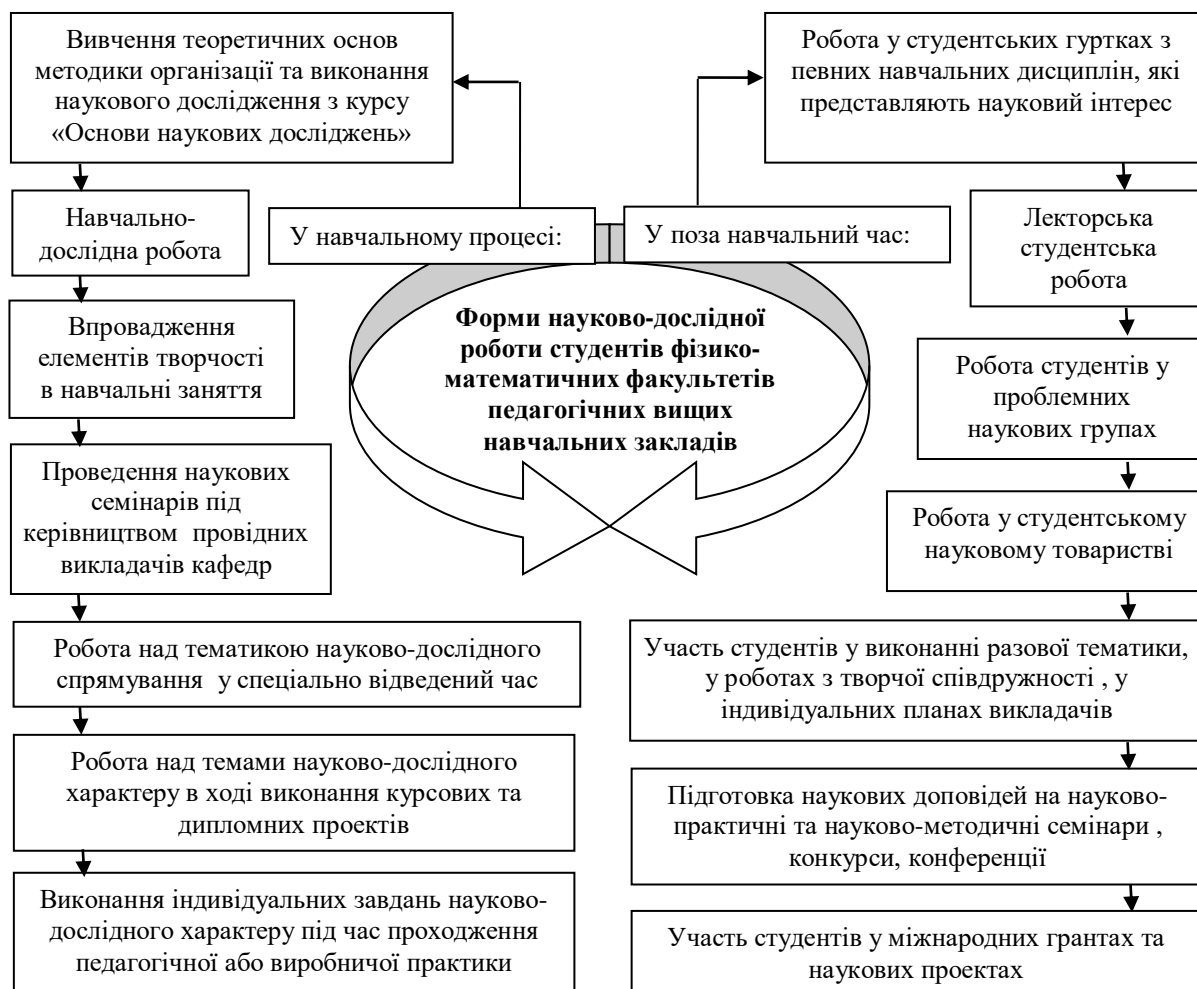 Вивчення теоретичних основ
методики організації та виконання
наукового дослідження з курсу
«Основи наукових досліджень»
Навчально-
дослідна робота
Впровадження
елементів творчості
в навчальні заняття
Проведення наукових
семінарів під
керівництвом провідних
викладачів кафедр
Робота над тематикою науково-дослідного
спрямування у спеціально відведений час
Робота над темами науково-дослідного
характеру в ході виконання курсових та
дипломних проектів
Виконання індивідуальних завдань науково-
дослідного характеру під час проходження
педагогічної або виробничої практики
У навчальному процесі:
У поза навчальний час:
Форми науково-дослідної
роботи студентів фізико-
математичних факультетів
педагогічних вищих
навчальних закладів
Робота у студентських гуртках з
певних навчальних дисциплін, які
представляють науковий інтерес
Лекторська
студентська
робота
Робота студентів у
проблемних
наукових групах
Робота у студентському
науковому товаристві
Участь студентів у виконанні разової тематики,
у роботах з творчої співдружності , у
індивідуальних планах викладачів
Підготовка наукових доповідей на науково-
практичні та науково-методичні семінари ,
конкурси, конференції
Участь студентів у міжнародних грантах та
наукових проектах